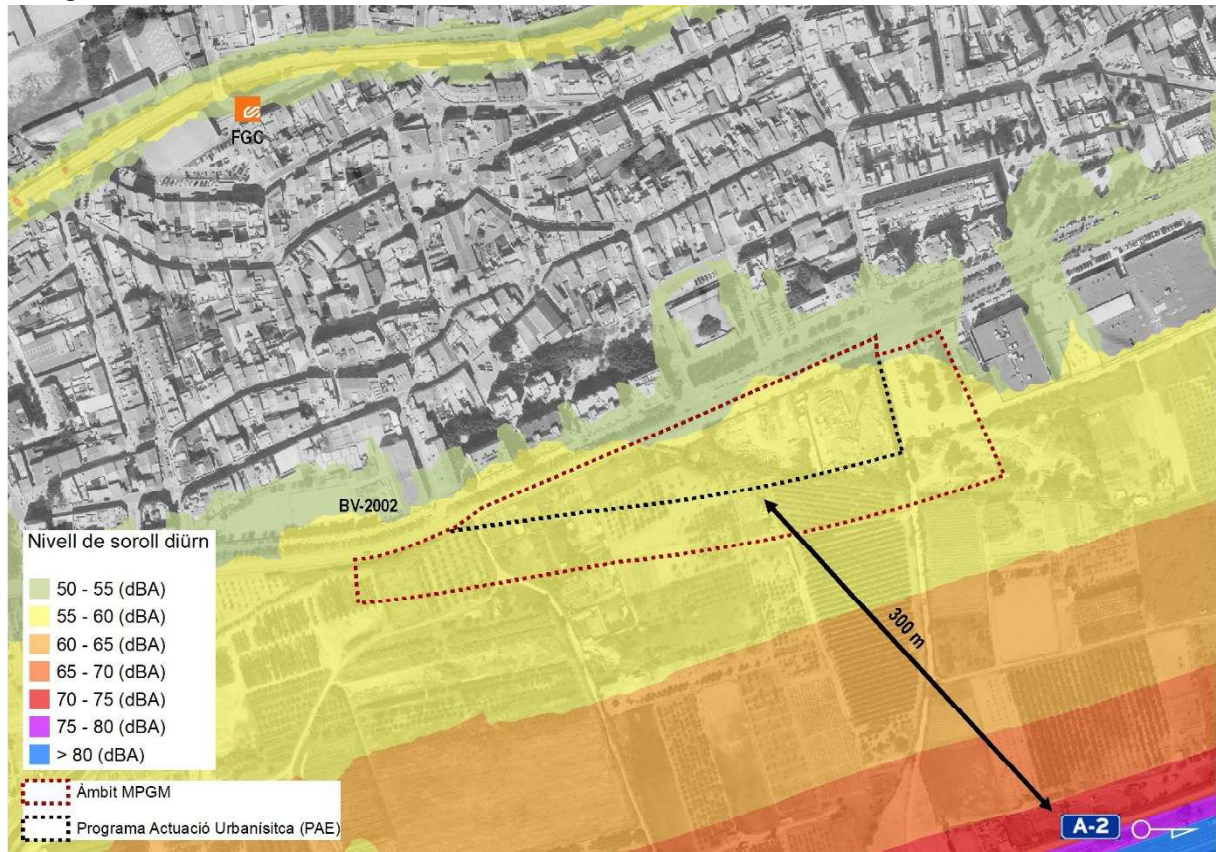 FGC
BV-2002
Nivell de soroll diürn
50 - 55 (dBA)
55 - 60 (dBA)
60 - 65 (dBA)
65 - 70 (dBA)
70 - 75 (dBA)
75 - 80 (dBA)
> 80 (dBA)
Àmbit MPGM
Programa Actuació Urbanísitca (PAE)
300 m
A-2